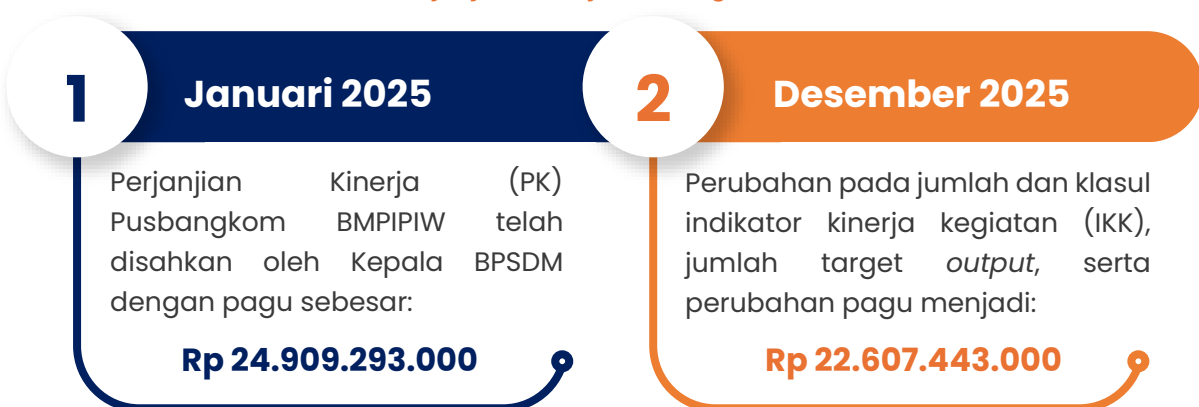 1
Januari 2025
Perjanjian Kinerja (PK)
Pusbangkom BMPIPIW telah
disahkan oleh Kepala BPSDM
dengan pagu sebesar:
Rp 24.909.293.000
2
Desember 2025
Perubahan pada jumlah dan klasul
indikator kinerja kegiatan (IKK),
jumlah target output, serta
perubahan pagu menjadi:
Rp 22.607.443.000